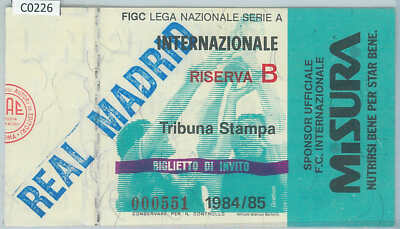 C0226
FIGC LEGA NAZIONALE SERIE A
INTERNAZIONALE
RISERVA B
Tribuna Stampa
BIGLIETTO DI INVITO
000551 1984/85
CONSERVARE PER IL CONTROLLO
REAL MADRID
SPONSOR UFFICIALE
F.C. INTERNAZIONALE
MISURA
NUTRIRSI BENE PER STAR BENE.